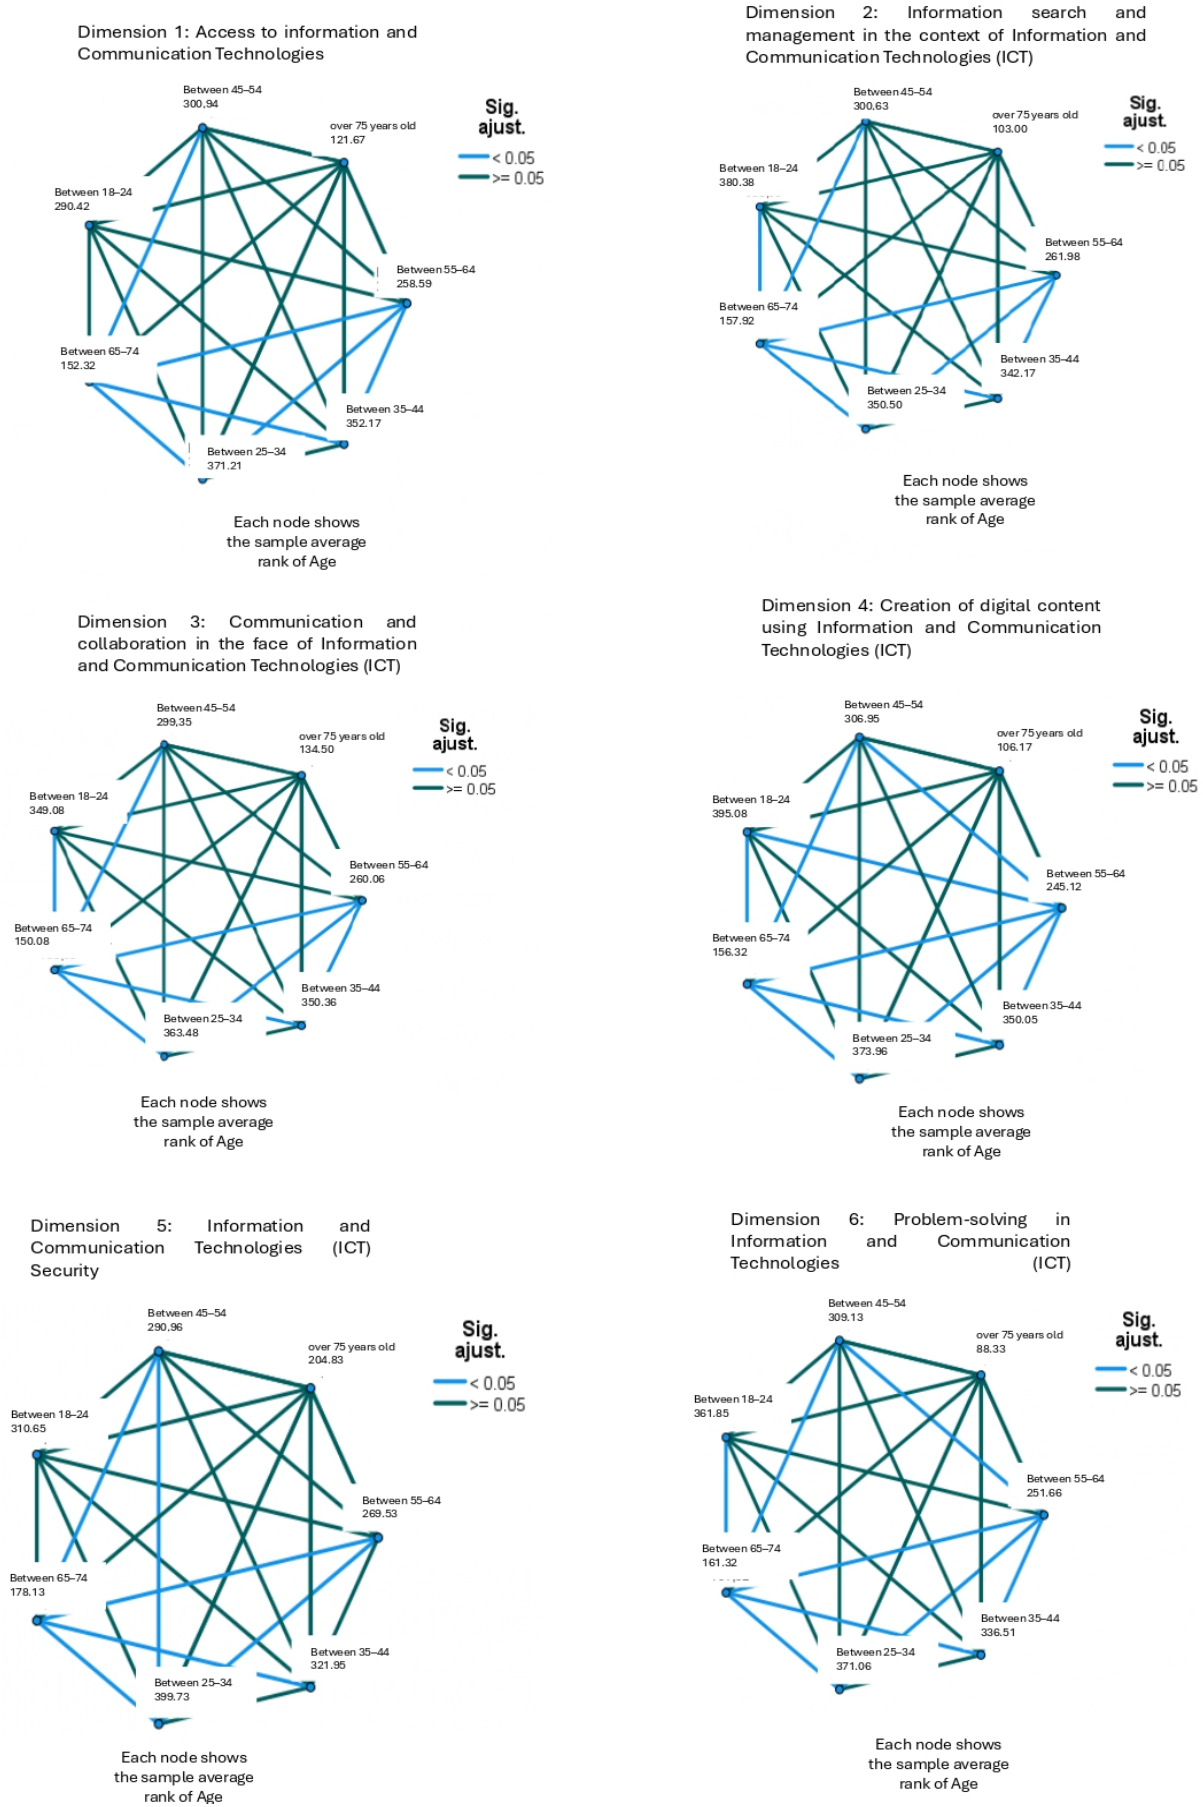 Dimension 1: Access to information and
Communication Technologies
Between 45–54
300,94
over 75 years old
121.67
Sig.
ajust.
< 0.05
>= 0.05
Between 18–24
290.42
Between 55–64
258.59
Between 65–74
152.32
Between 35–44
352.17
Between 25–34
371.21
Each node shows
the sample average
rank of Age
Dimension 2: Information search and
management in the context of Information and
Communication Technologies (ICT)
Between 45–54
300,63
over 75 years old
103.00
Sig.
ajust.
< 0.05
>= 0.05
Between 18–24
380.38
Between 55–64
261.98
Between 65–74
157.92
Between 35–44
342.17
Between 25–34
350.50
Each node shows
the sample average
rank of Age
Dimension 3: Communication and
collaboration in the face of Information
and Communication Technologies (ICT)
Between 45–54
299,35
over 75 years old
134.50
Sig.
ajust.
< 0.05
>= 0.05
Between 18–24
349.08
Between 55–64
260.06
Between 65–74
150.08
Between 35–44
350.36
Between 25–34
363.48
Each node shows
the sample average
rank of Age
Dimension 4: Creation of digital content
using Information and Communication
Technologies (ICT)
Between 45–54
306.95
over 75 years old
106.17
Sig.
ajust.
< 0.05
>= 0.05
Between 18–24
395.08
Between 55–64
245.12
Between 65–74
156.32
Between 35–44
350.05
Between 25–34
373.96
Each node shows
the sample average
rank of Age
Dimension 5: Information and
Communication Technologies (ICT)
Security
Between 45–54
290,96
over 75 years old
204.83
Sig.
ajust.
< 0.05
>= 0.05
Between 18–24
310.65
Between 55–64
269.53
Between 65–74
178.13
Between 35–44
321.95
Between 25–34
399.73
Each node shows
the sample average
rank of Age
Dimension 6: Problem-solving in
Information and Communication
Technologies (ICT)
Between 45–54
309.13
over 75 years old
88.33
Sig.
ajust.
< 0.05
>= 0.05
Between 18–24
361.85
Between 55–64
251.66
Between 65–74
161.32
Between 35–44
336.51
Between 25–34
371.06
Each node shows
the sample average
rank of Age